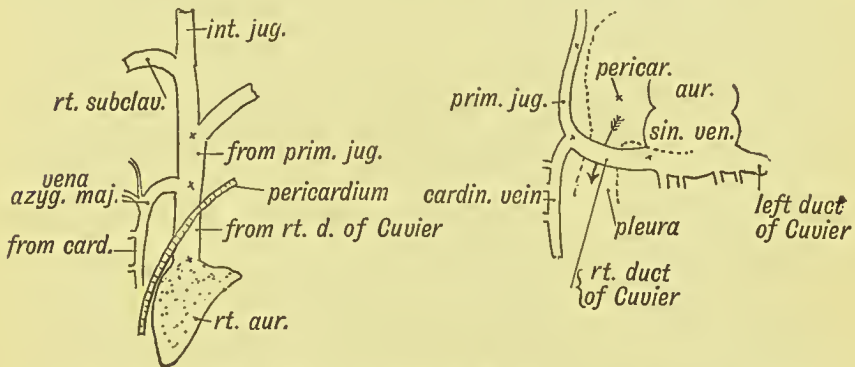 int. jug.
rt. subclav.
from prim. jug.
vena
azyg. maj.
pericardium
from card.
from rt. d. of Cuvier
rt. aur.
pericar.
prim. jug.
aur.
sin. ven.
cardin. vein
pleura
left duct
of Cuvier
rt. duct
of Cuvier